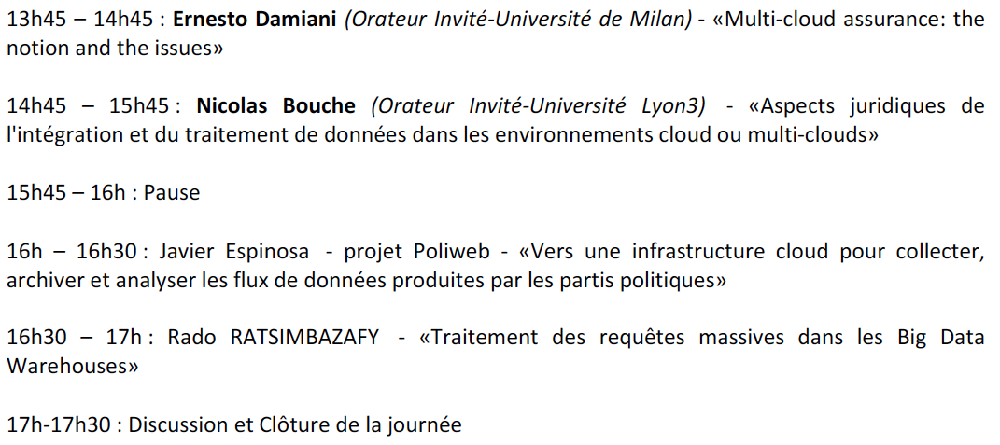 13h45 – 14h45 : Ernesto Damiani (Orateur Invité-Université de Milan) - «Multi-cloud assurance: the
notion and the issues»
14h45 – 15h45 : Nicolas Bouche (Orateur Invité-Université Lyon3) - «Aspects juridiques de
l'intégration et du traitement de données dans les environnements cloud ou multi-clouds»
15h45 – 16h : Pause
16h – 16h30 : Javier Espinosa - projet Poliweb - «Vers une infrastructure cloud pour collecter,
archiver et analyser les flux de données produites par les partis politiques»
16h30 – 17h : Rado RATSIMBAZAFY - «Traitement des requêtes massives dans les Big Data
Warehouses»
17h-17h30 : Discussion et Clôture de la journée